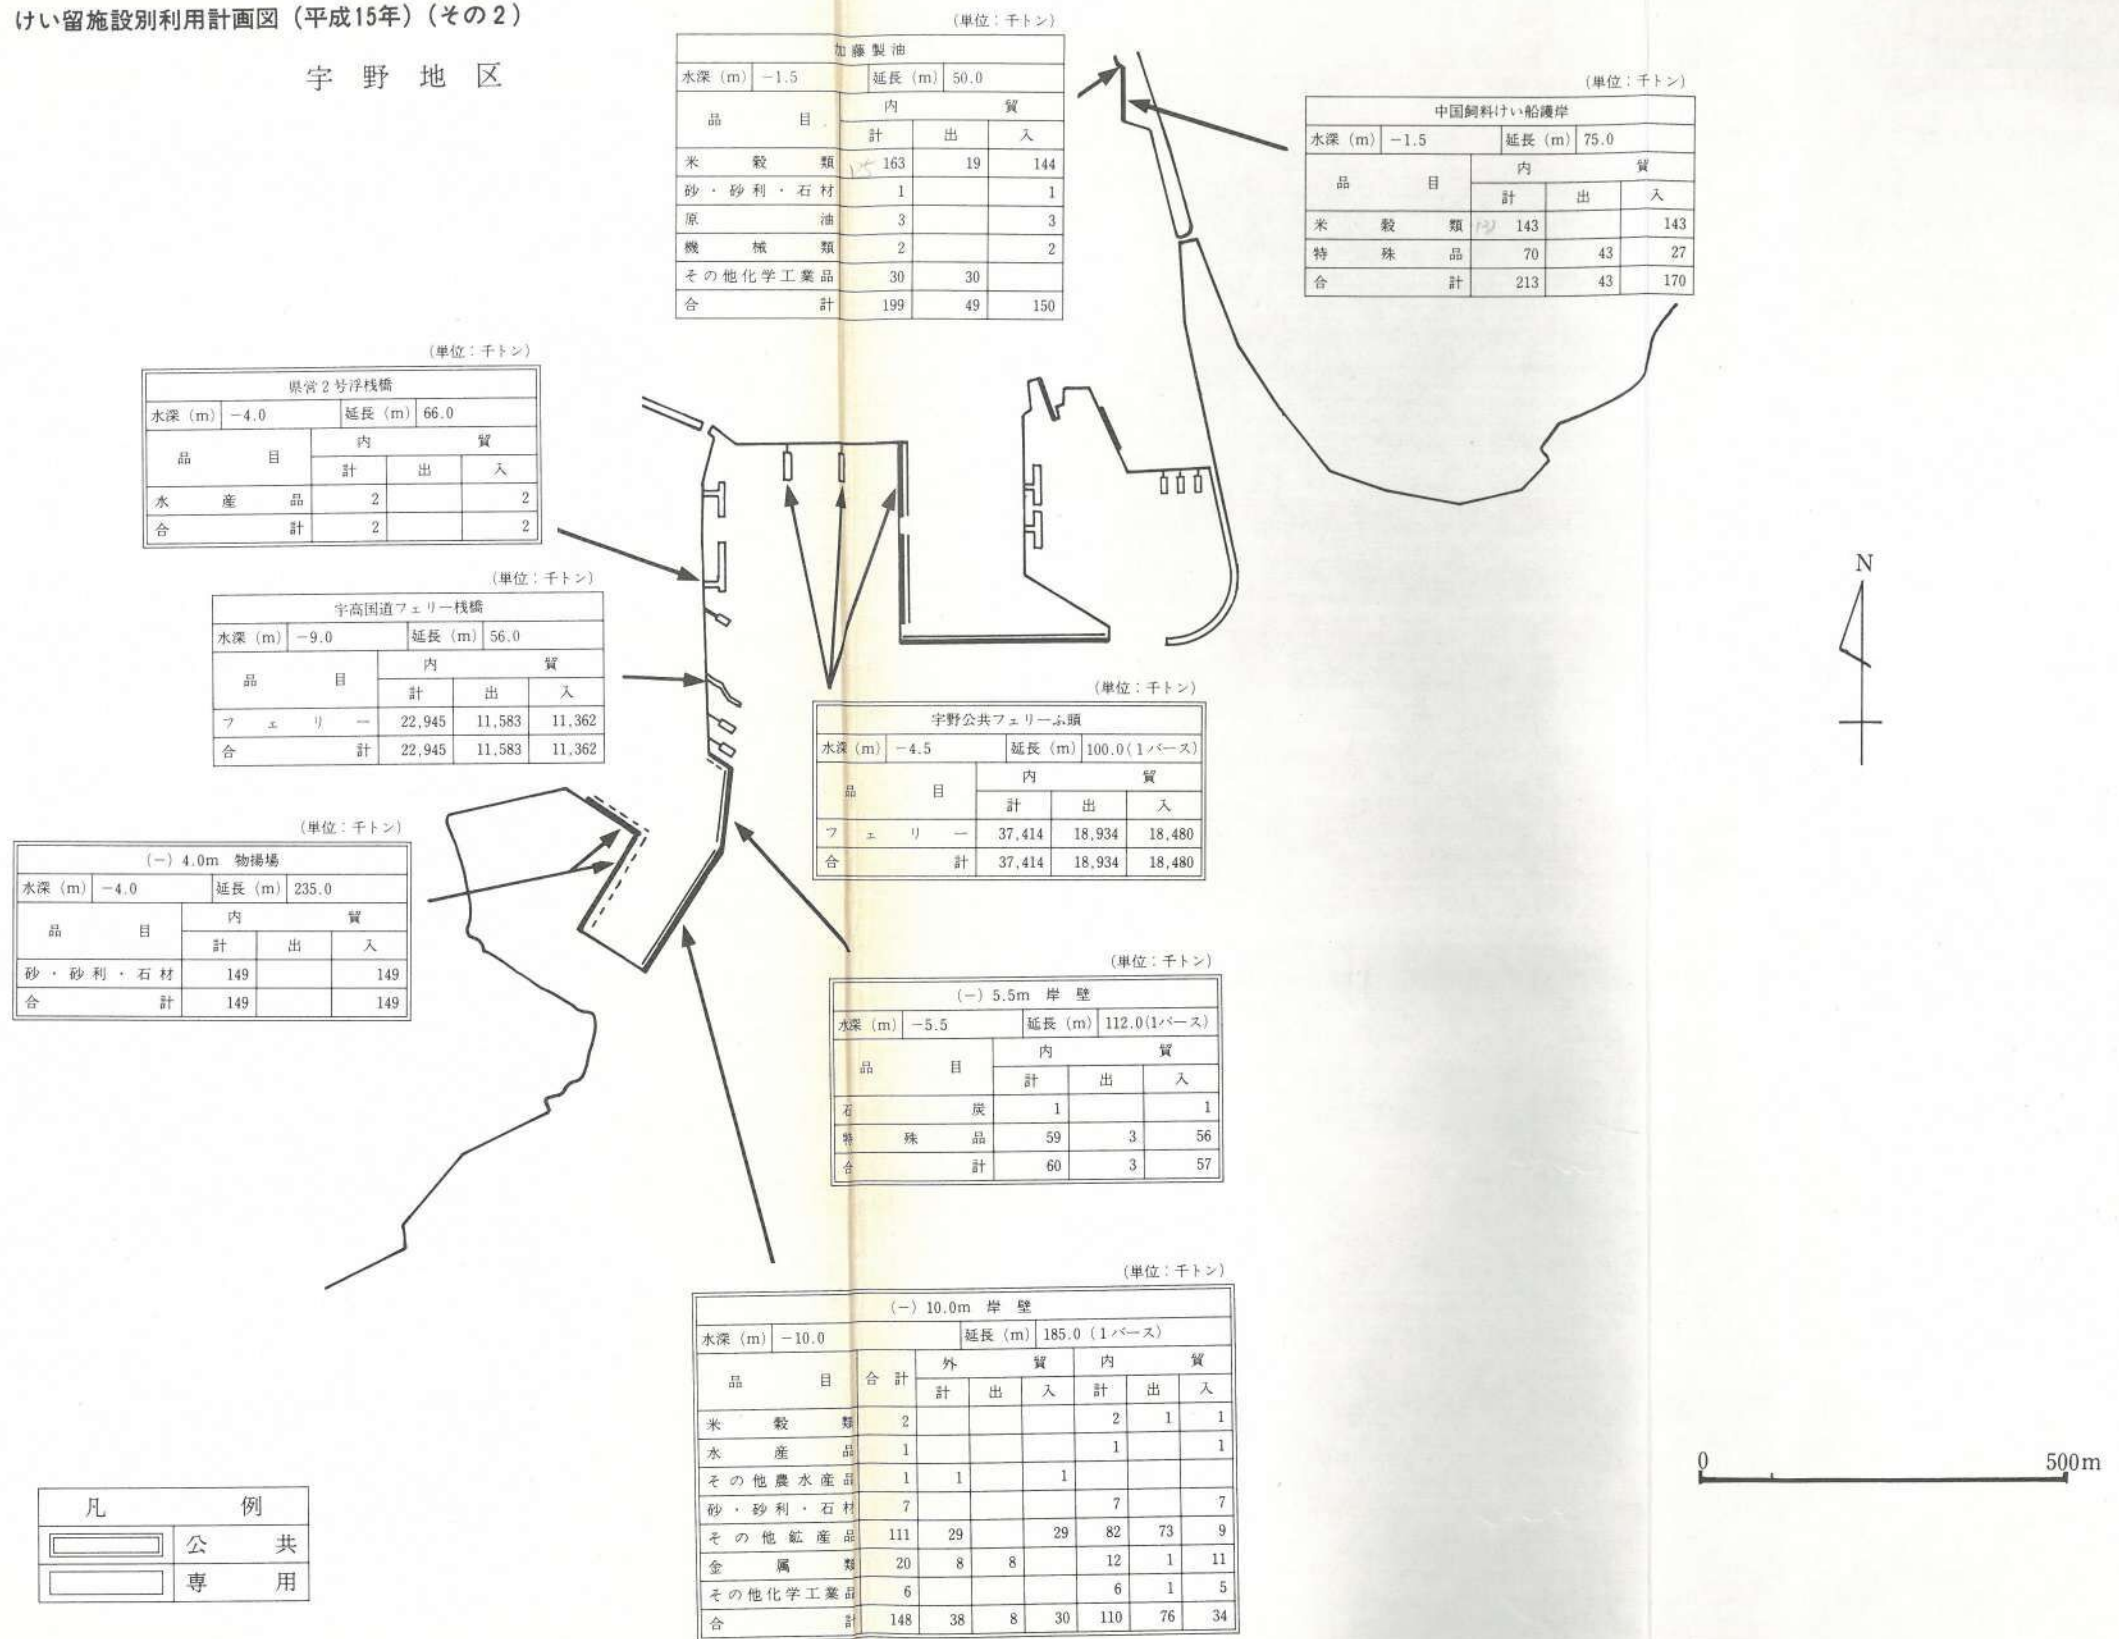 けい留施設別利用計画図（平成15年）（その２）
宇野地区
（単位：千トン）
加藤製油
水深（m） −1.5 延長（m） 50.0
品目 内貿
計 出 入
米穀類 163 19 144
砂・砂利・石材 1 1
原油 3 3
機械類 2 2
その他化学工業品 30 30
合計 199 49 150
（単位：千トン）
中国飼料けい船護岸
水深（m） −1.5 延長（m） 75.0
品目 内貿
計 出 入
米穀類 143 143
特殊品 70 43 27
合計 213 43 170
（単位：千トン）
県営２号浮桟橋
水深（m） −4.0 延長（m） 66.0
品目 内貿
計 出 入
水産品 2 2
合計 2 2
（単位：千トン）
宇高国道フェリー桟橋
水深（m） −9.0 延長（m） 56.0
品目 内貿
計 出 入
フェリー 22,945 11,583 11,362
合計 22,945 11,583 11,362
N
（単位：千トン）
宇野公共フェリーふ頭
水深（m） −4.5 延長（m） 100.0(１バース)
品目 内貿
計 出 入
フェリー 37,414 18,934 18,480
合計 37,414 18,934 18,480
（単位：千トン）
(−) 4.0m 物揚場
水深（m） −4.0 延長（m） 235.0
品目 内貿
計 出 入
砂・砂利・石材 149 149
合計 149 149
（単位：千トン）
(−) 5.5m 岸壁
水深（m） −5.5 延長（m） 112.0(1バース)
品目 内貿
計 出 入
石炭 1 1
特殊品 59 3 56
合計 60 3 57
（単位：千トン）
(−) 10.0m 岸壁
水深（m） −10.0 延長（m） 185.0（１バース）
品目 合計 外貿 内貿
計 出 入 計 出 入
米穀類 2 2 1 1
水産品 1 1 1
その他農水産品 1 1 1
砂・砂利・石材 7 7 7
その他鉱産品 111 29 29 82 73 9
金属類 20 8 8 12 1 11
その他化学工業品 6 6 1 5
合計 148 38 8 30 110 76 34
0 500m
凡例
公共
専用